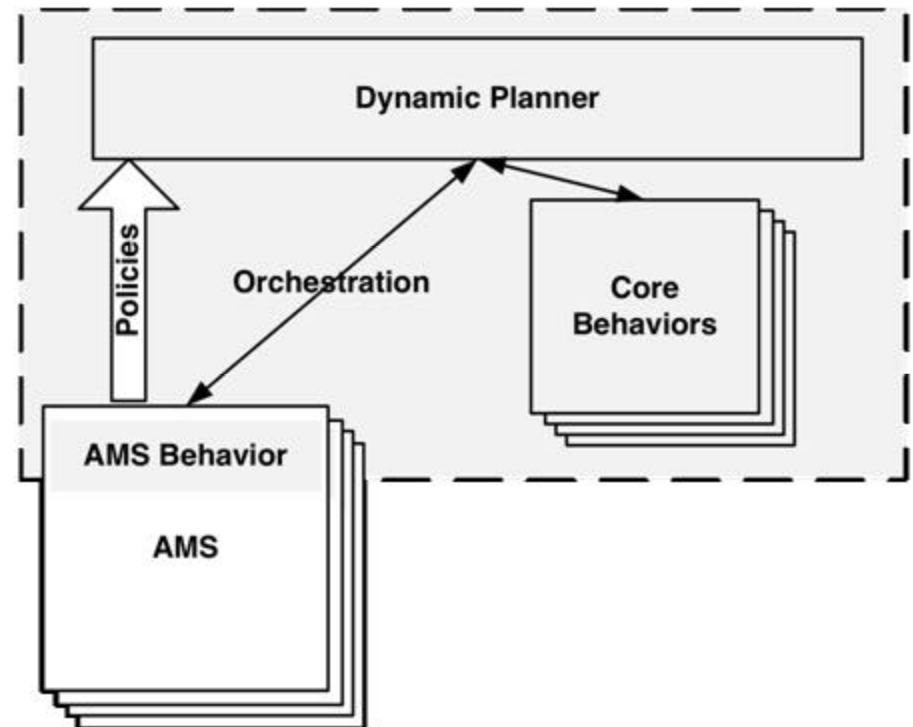 Dynamic Planner
Policies
Orchestration
Core
Behaviors
AMS Behavior
AMS